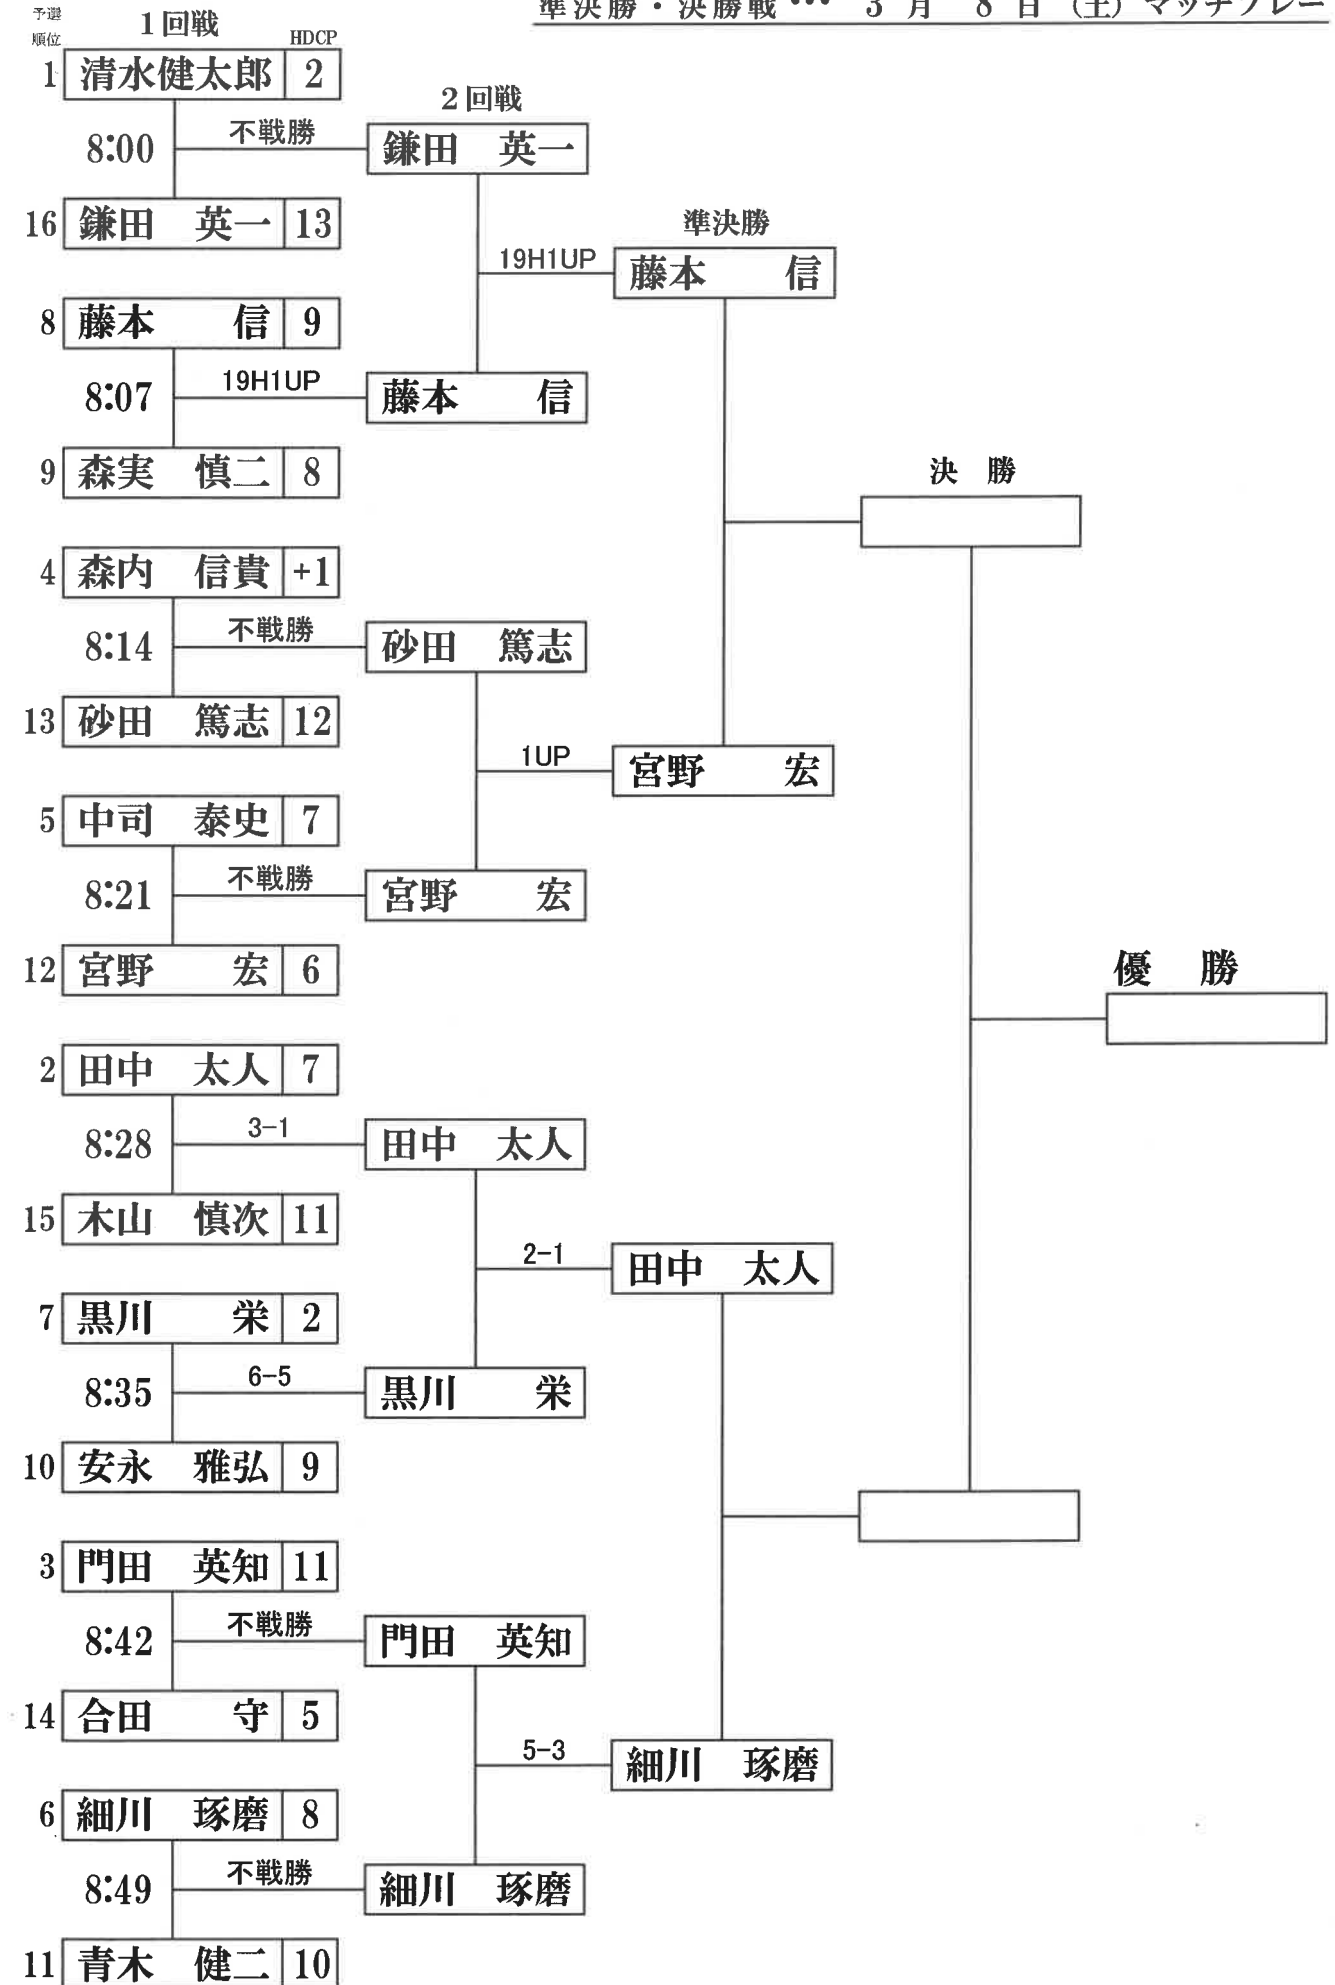 準決勝・決勝戦 ･･･ 3 月 8 日 (土) マッチプレー
予選
順位
1回戦
HDCP
1 清水健太郎 2
2回戦
8:00 不戦勝 鎌田 英一
16 鎌田 英一 13
準決勝
19H1UP 藤本 信
8 藤本 信 9
8:07 19H1UP 藤本 信
9 森実 慎二 8
決 勝
4 森内 信貴 +1
8:14 不戦勝 砂田 篤志
13 砂田 篤志 12
1UP 宮野 宏
5 中司 泰史 7
8:21 不戦勝 宮野 宏
12 宮野 宏 6
優 勝
2 田中 太人 7
8:28 3-1 田中 太人
15 木山 慎次 11
2-1 田中 太人
7 黒川 栄 2
8:35 6-5 黒川 栄
10 安永 雅弘 9
3 門田 英知 11
8:42 不戦勝 門田 英知
14 合田 守 5
5-3 細川 琢磨
6 細川 琢磨 8
8:49 不戦勝 細川 琢磨
11 青木 健二 10